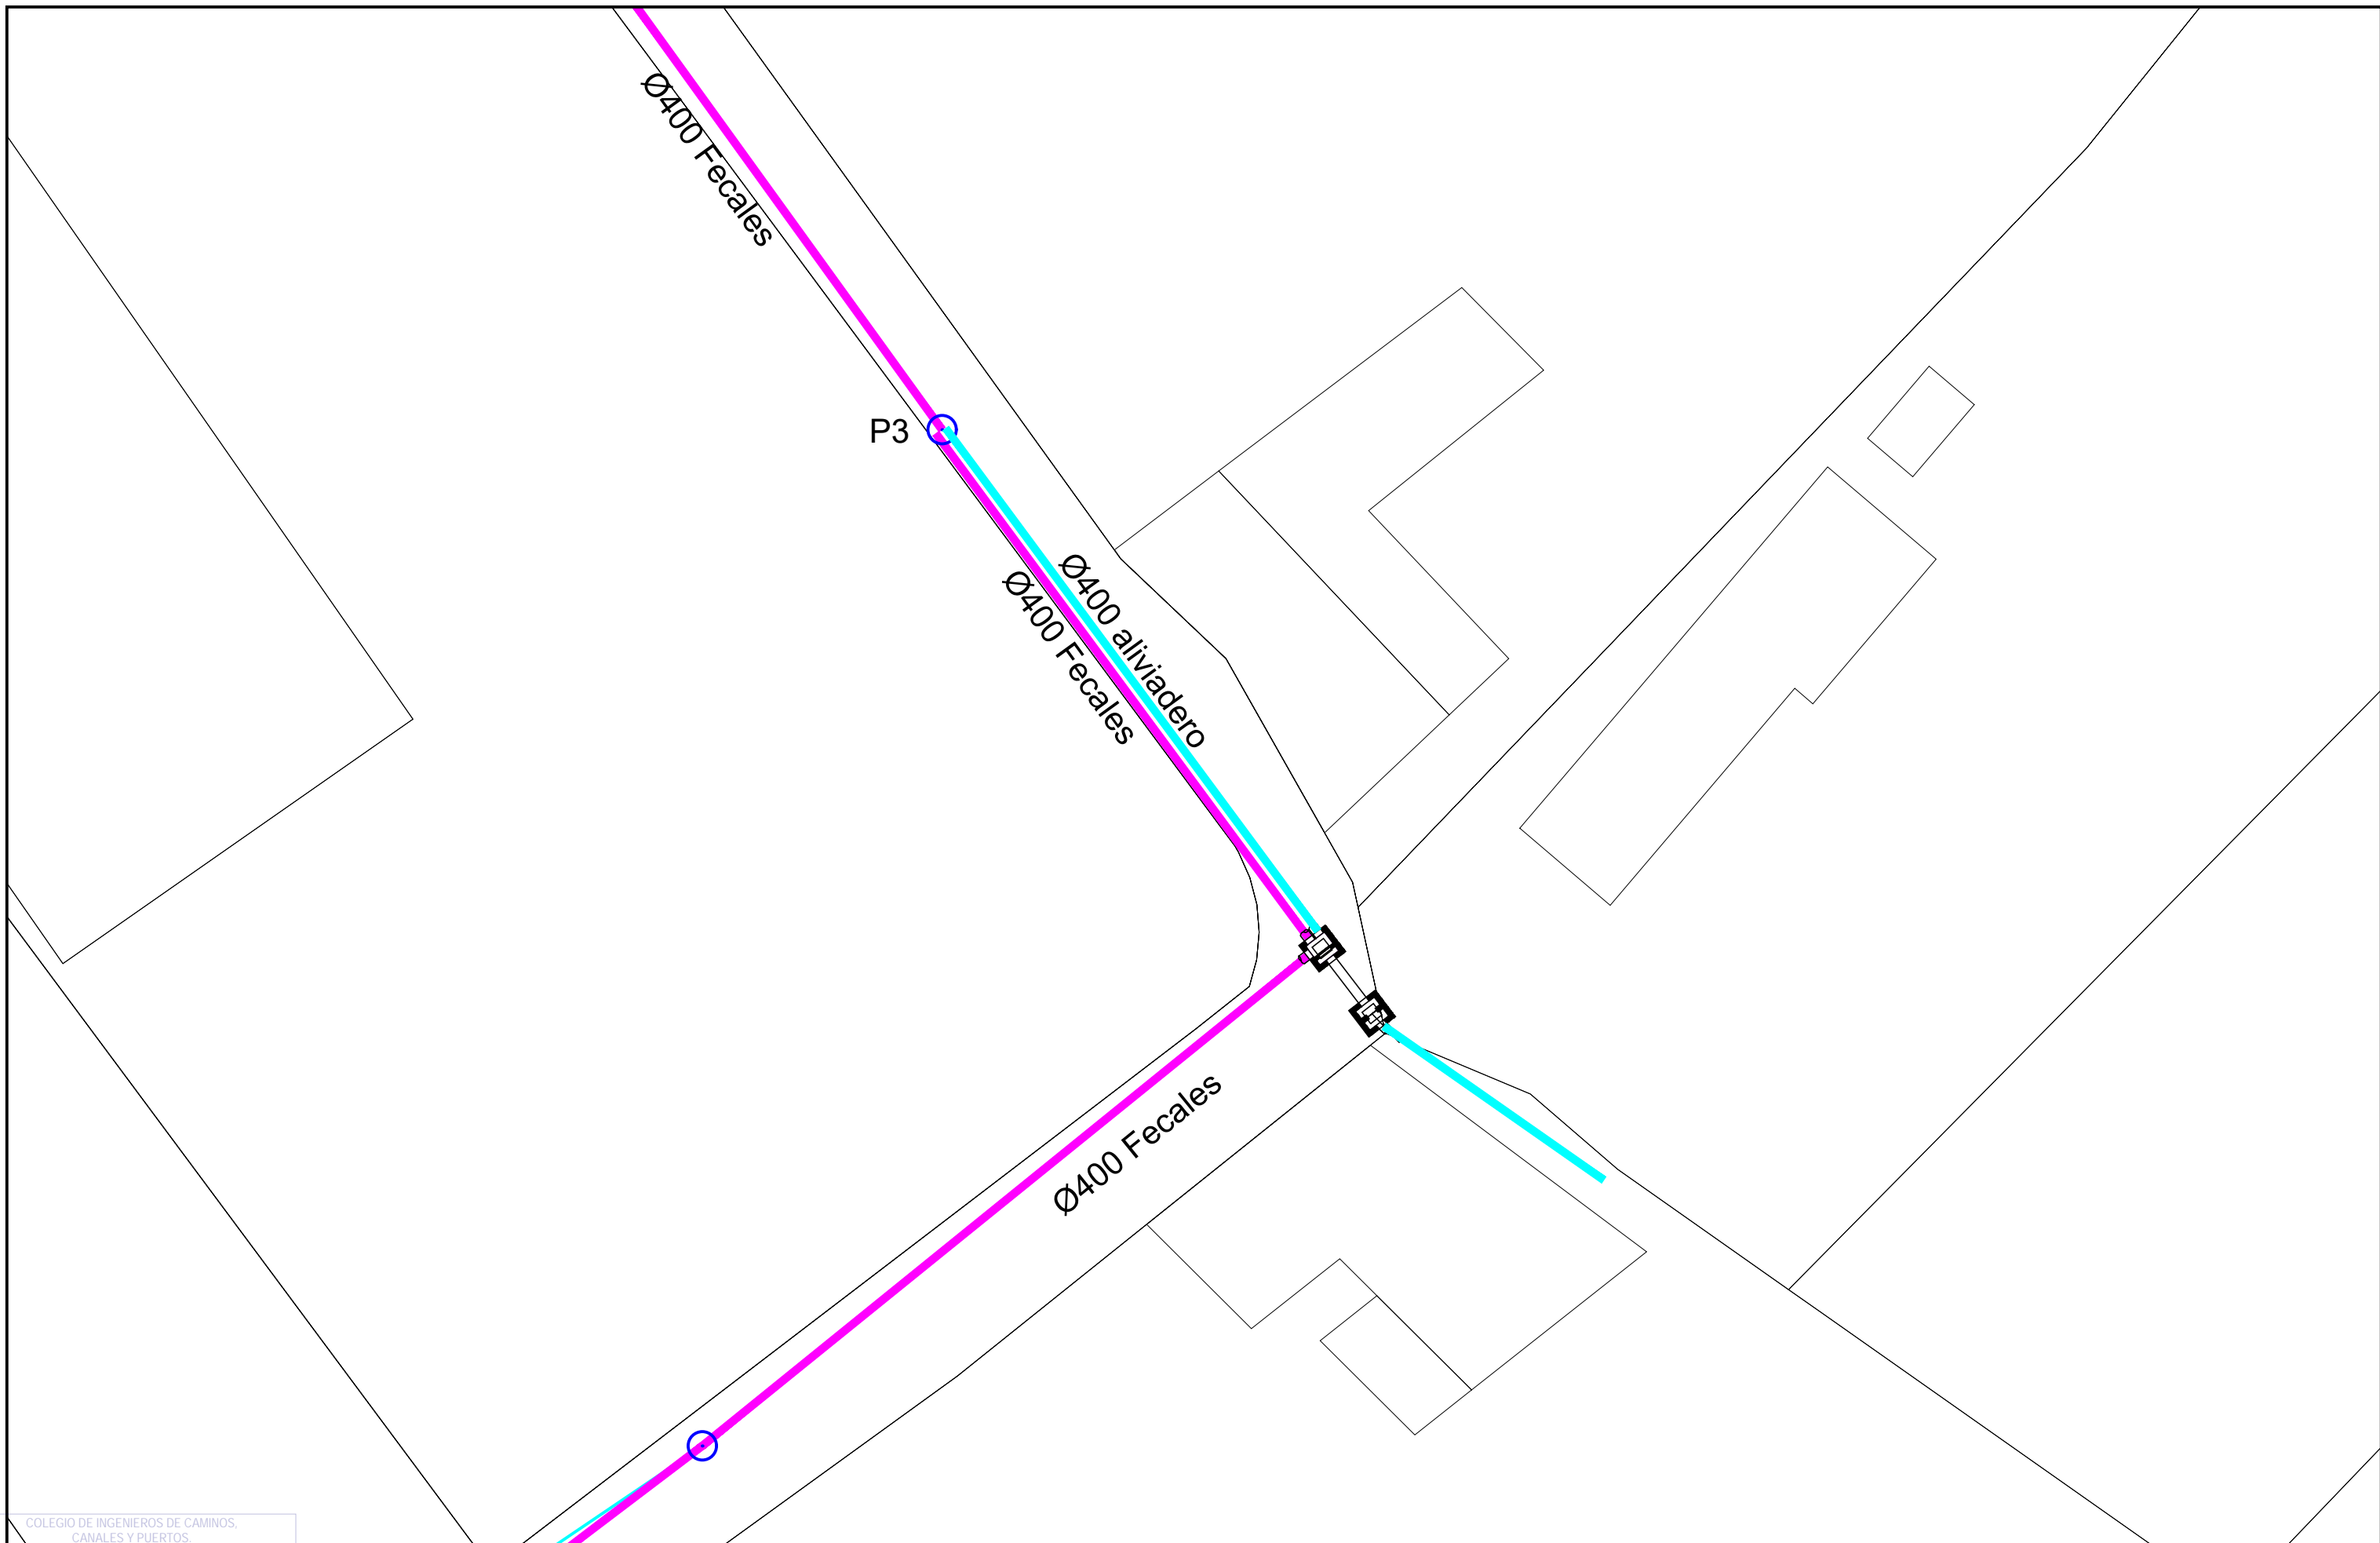 Ø400 Fecales
P3
Ø400 aliviadero
Ø400 Fecales
Ø400 Fecales
COLEGIO DE INGENIEROS DE CAMINOS,
CANALES Y PUERTOS.